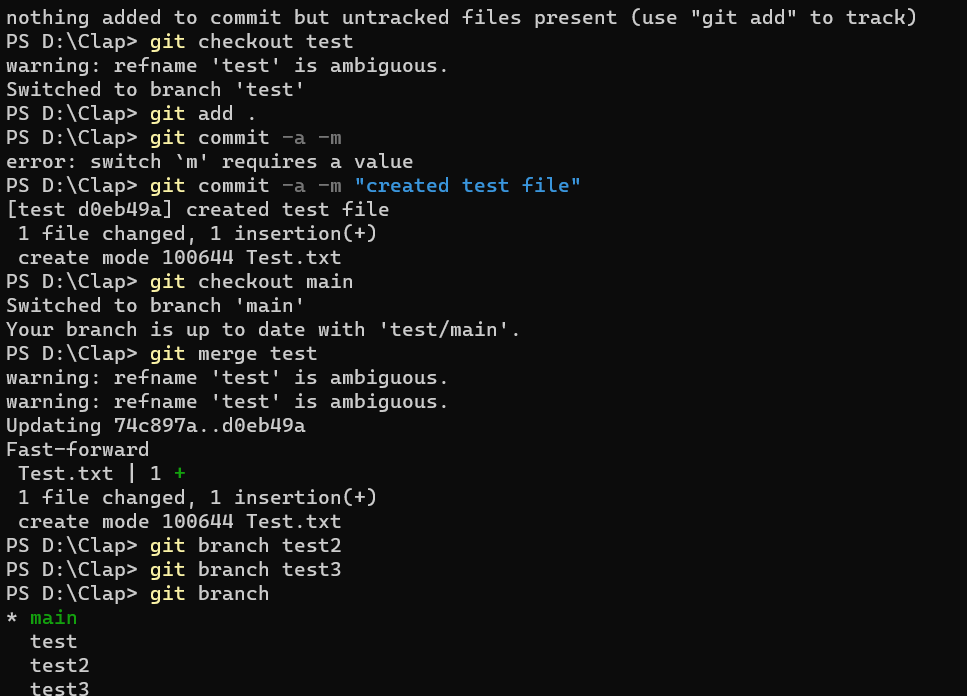 nothing added to commit but untracked files present (use "git add" to track)
PS D:\Clap> git checkout test
warning: refname 'test' is ambiguous.
Switched to branch 'test'
PS D:\Clap> git add .
PS D:\Clap> git commit -a -m
error: switch `m' requires a value
PS D:\Clap> git commit -a -m "created test file"
[test d0eb49a] created test file
 1 file changed, 1 insertion(+)
 create mode 100644 Test.txt
PS D:\Clap> git checkout main
Switched to branch 'main'
Your branch is up to date with 'test/main'.
PS D:\Clap> git merge test
warning: refname 'test' is ambiguous.
warning: refname 'test' is ambiguous.
Updating 74c897a..d0eb49a
Fast-forward
 Test.txt | 1 +
 1 file changed, 1 insertion(+)
 create mode 100644 Test.txt
PS D:\Clap> git branch test2
PS D:\Clap> git branch test3
PS D:\Clap> git branch
* main
  test
  test2
  test3